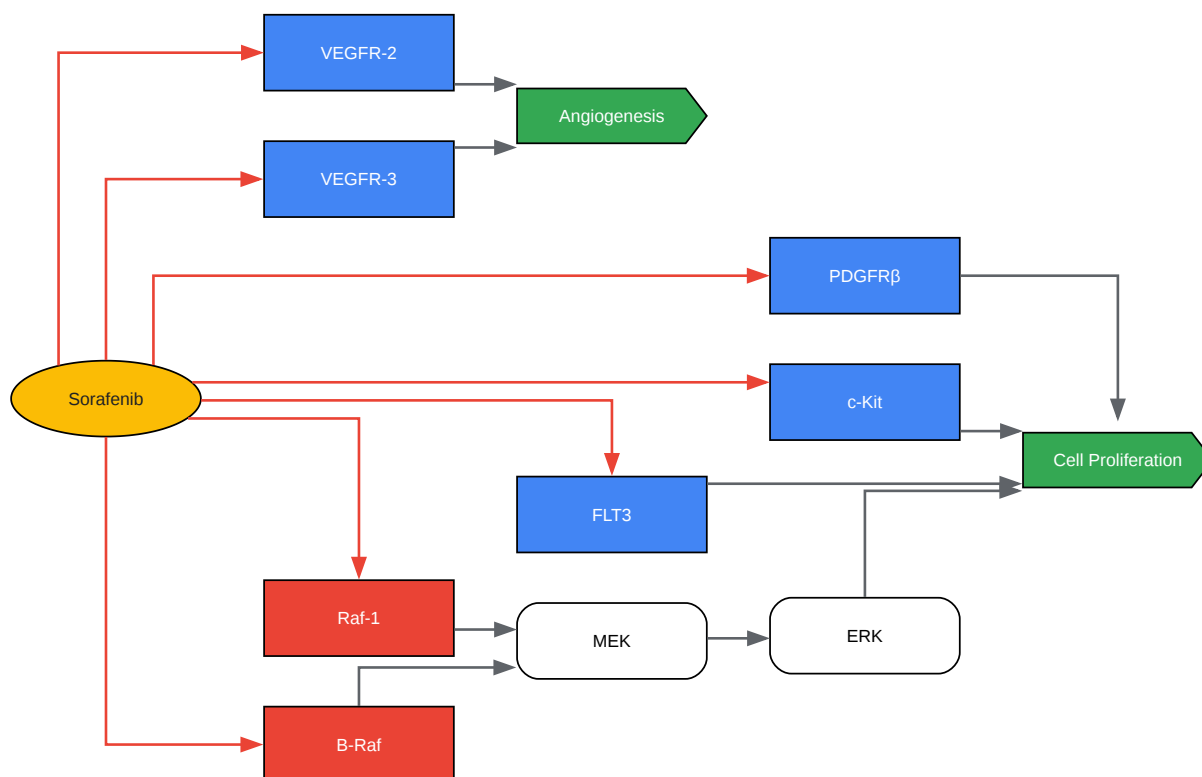 VEGFR-2
Angiogenesis
VEGFR-3
PDGFRβ
Sorafenib
c-Kit
Cell Proliferation
FLT3
Raf-1
MEK
ERK
B-Raf